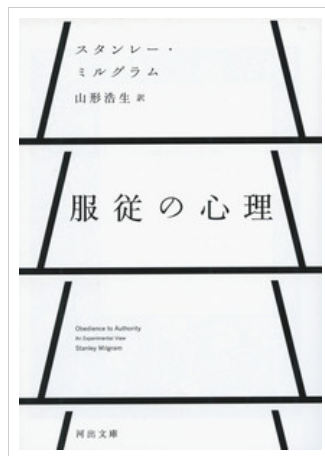 スタンレー・
ミルグラム
山形浩生 訳
服従の心理
Obedience to Authority
An Experimental View
Stanley Milgram
河出文庫